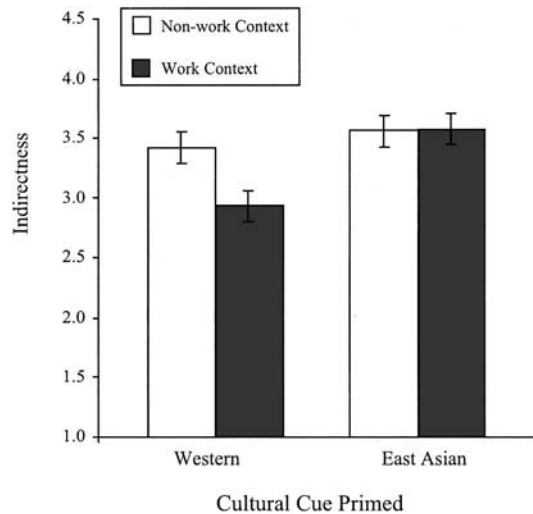 4.5
Non-work Context
Work Context
4.0
3.5
3.0
2.5
2.0
1.5
1.0
Indirectness
Western
East Asian
Cultural Cue Primed